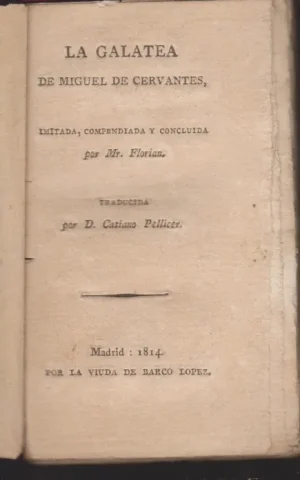 LA GALATEA
DE MIGUEL DE CERVANTES,
IMITADA, COMPENDIADA Y CONCLUIDA
por Mr. Florian.
TRADUCIDA
por D. Casiano Pellicer.
Madrid : 1814.
POR LA VIUDA DE BARCO LOPEZ.